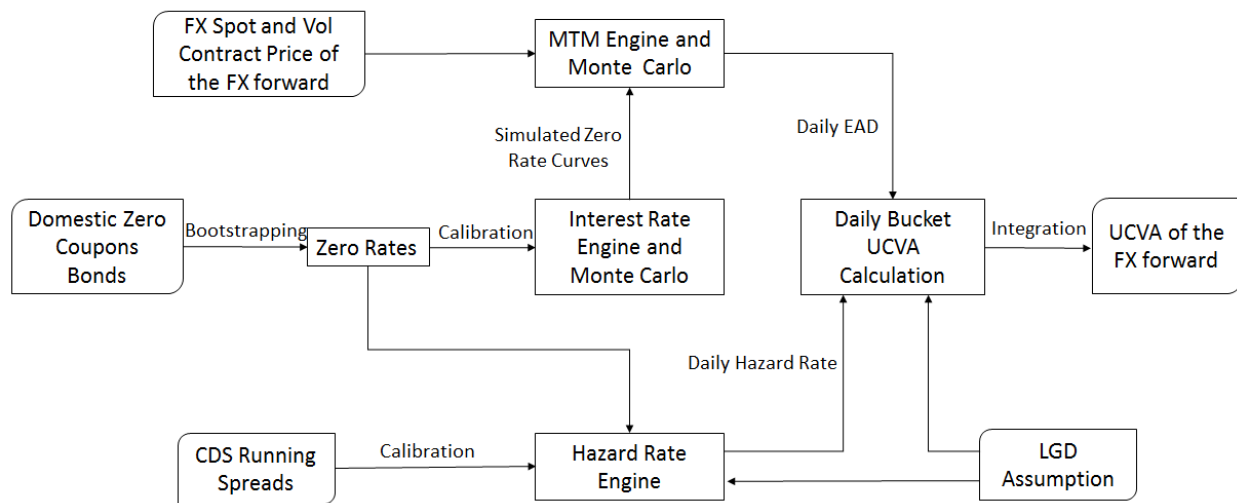 FX Spot and Vol
Contract Price of
the FX forward
MTM Engine and
Monte Carlo
Simulated Zero
Rate Curves
Daily EAD
Domestic Zero
Coupons
Bonds
Bootstrapping
Zero Rates
Calibration
Interest Rate
Engine and
Monte Carlo
Daily Bucket
UCVA
Calculation
Integration
UCVA of the
FX forward
Daily Hazard Rate
CDS Running
Spreads
Calibration
Hazard Rate
Engine
LGD
Assumption